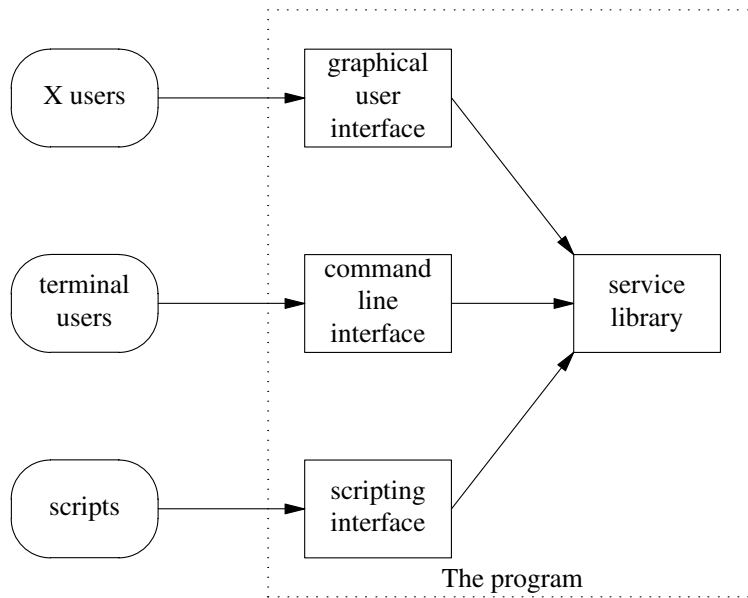 X users
graphical
user
interface
terminal
users
command
line
interface
service
library
scripts
scripting
interface
The program